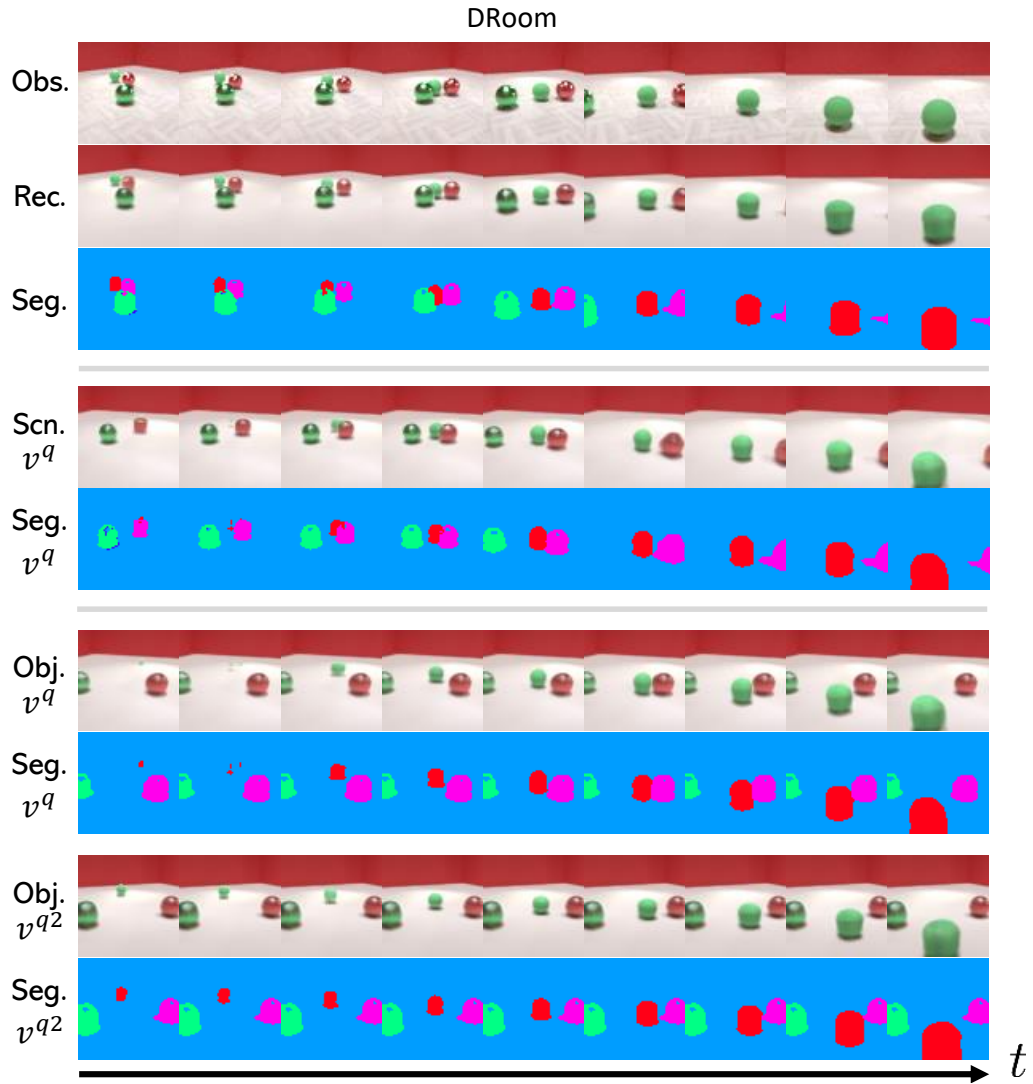 DRoom
Obs.
Rec.
Seg.
Scn.
v^q
Seg.
v^q
Obj.
v^q
Seg.
v^q
Obj.
v^{q2}
Seg.
v^{q2}
t